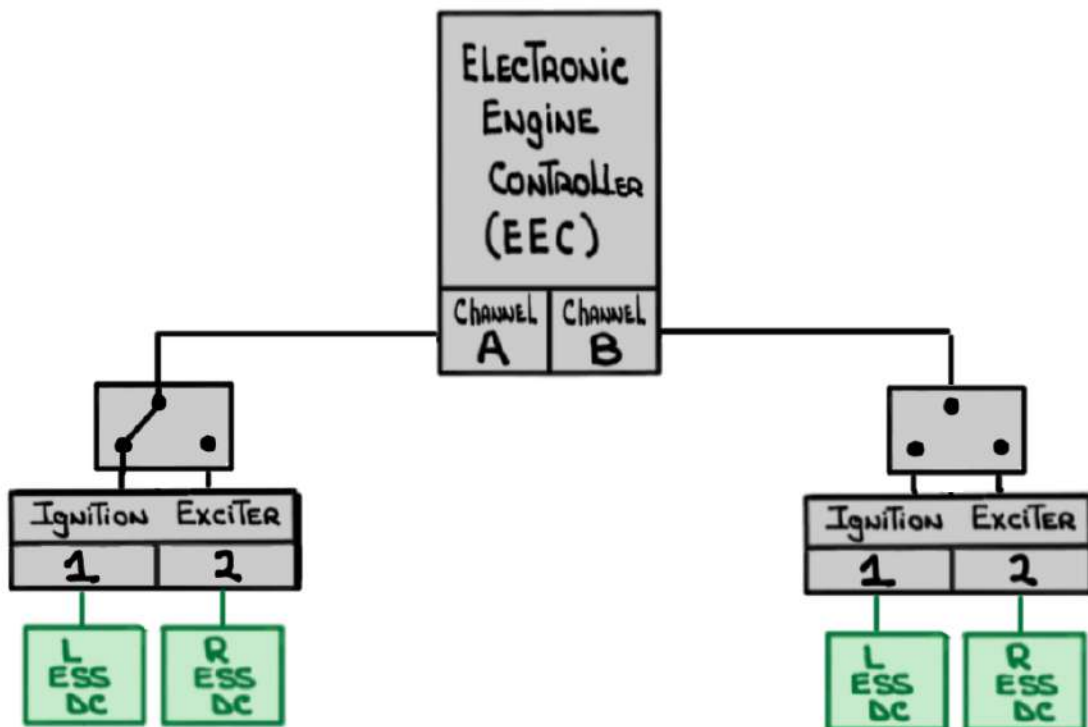 ELECTRONIC
ENGINE
CONTROLLER
(EEC)
CHANNEL CHANNEL
A B
IGNITION EXCITER
1 2
L
ESS
DC
R
ESS
DC
IGNITION EXCITER
1 2
L
ESS
DC
R
ESS
DC